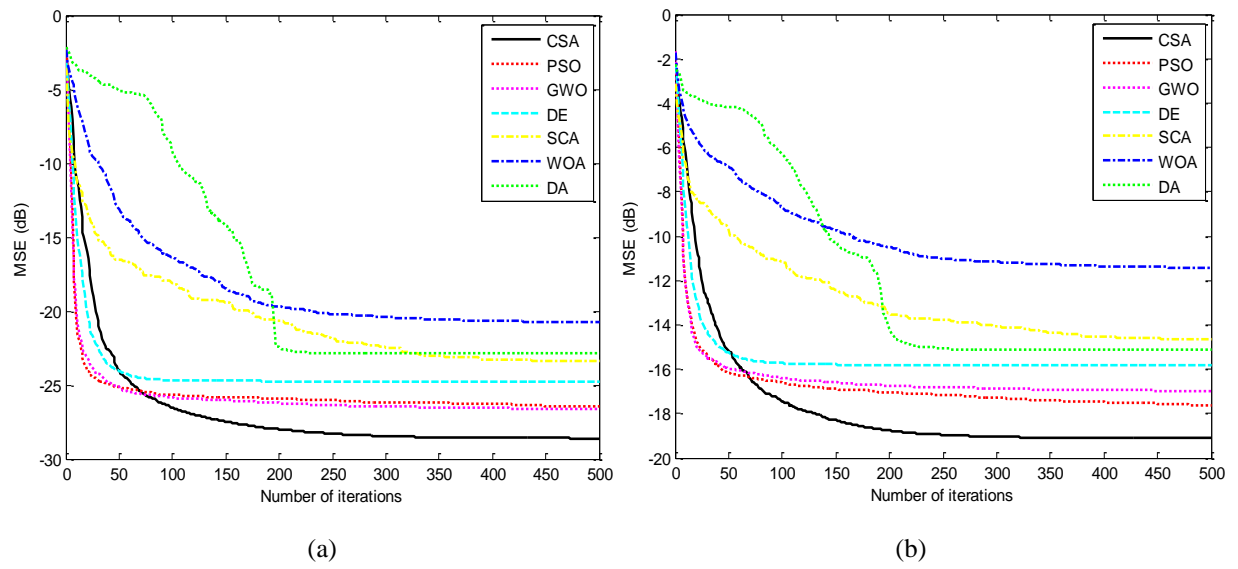 0
-5
-10
-15
-20
-25
-30
MSE (dB)
0 50 100 150 200 250 300 350 400 450 500
Number of iterations
CSA
PSO
GWO
DE
SCA
WOA
DA
(a)
0
-2
-4
-6
-8
-10
-12
-14
-16
-18
-20
MSE (dB)
0 50 100 150 200 250 300 350 400 450 500
Number of iterations
CSA
PSO
GWO
DE
SCA
WOA
DA
(b)